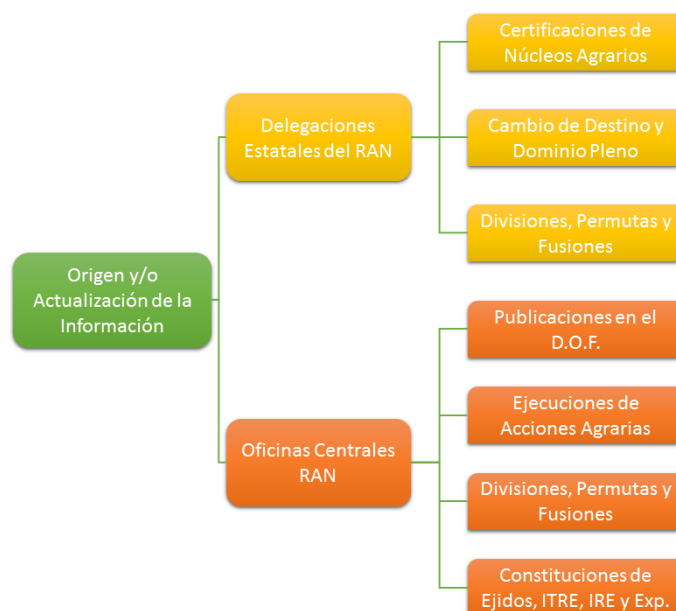 Origen y/o
Actualización de la
Información
Delegaciones
Estatales del RAN
Certificaciones de
Núcleos Agrarios
Cambio de Destino y
Dominio Pleno
Divisiones, Permutas y
Fusiones
Oficinas Centrales
RAN
Publicaciones en el
D.O.F.
Ejecuciones de
Acciones Agrarias
Divisiones, Permutas y
Fusiones
Constituciones de
Ejidos, ITRE, IRE y Exp.